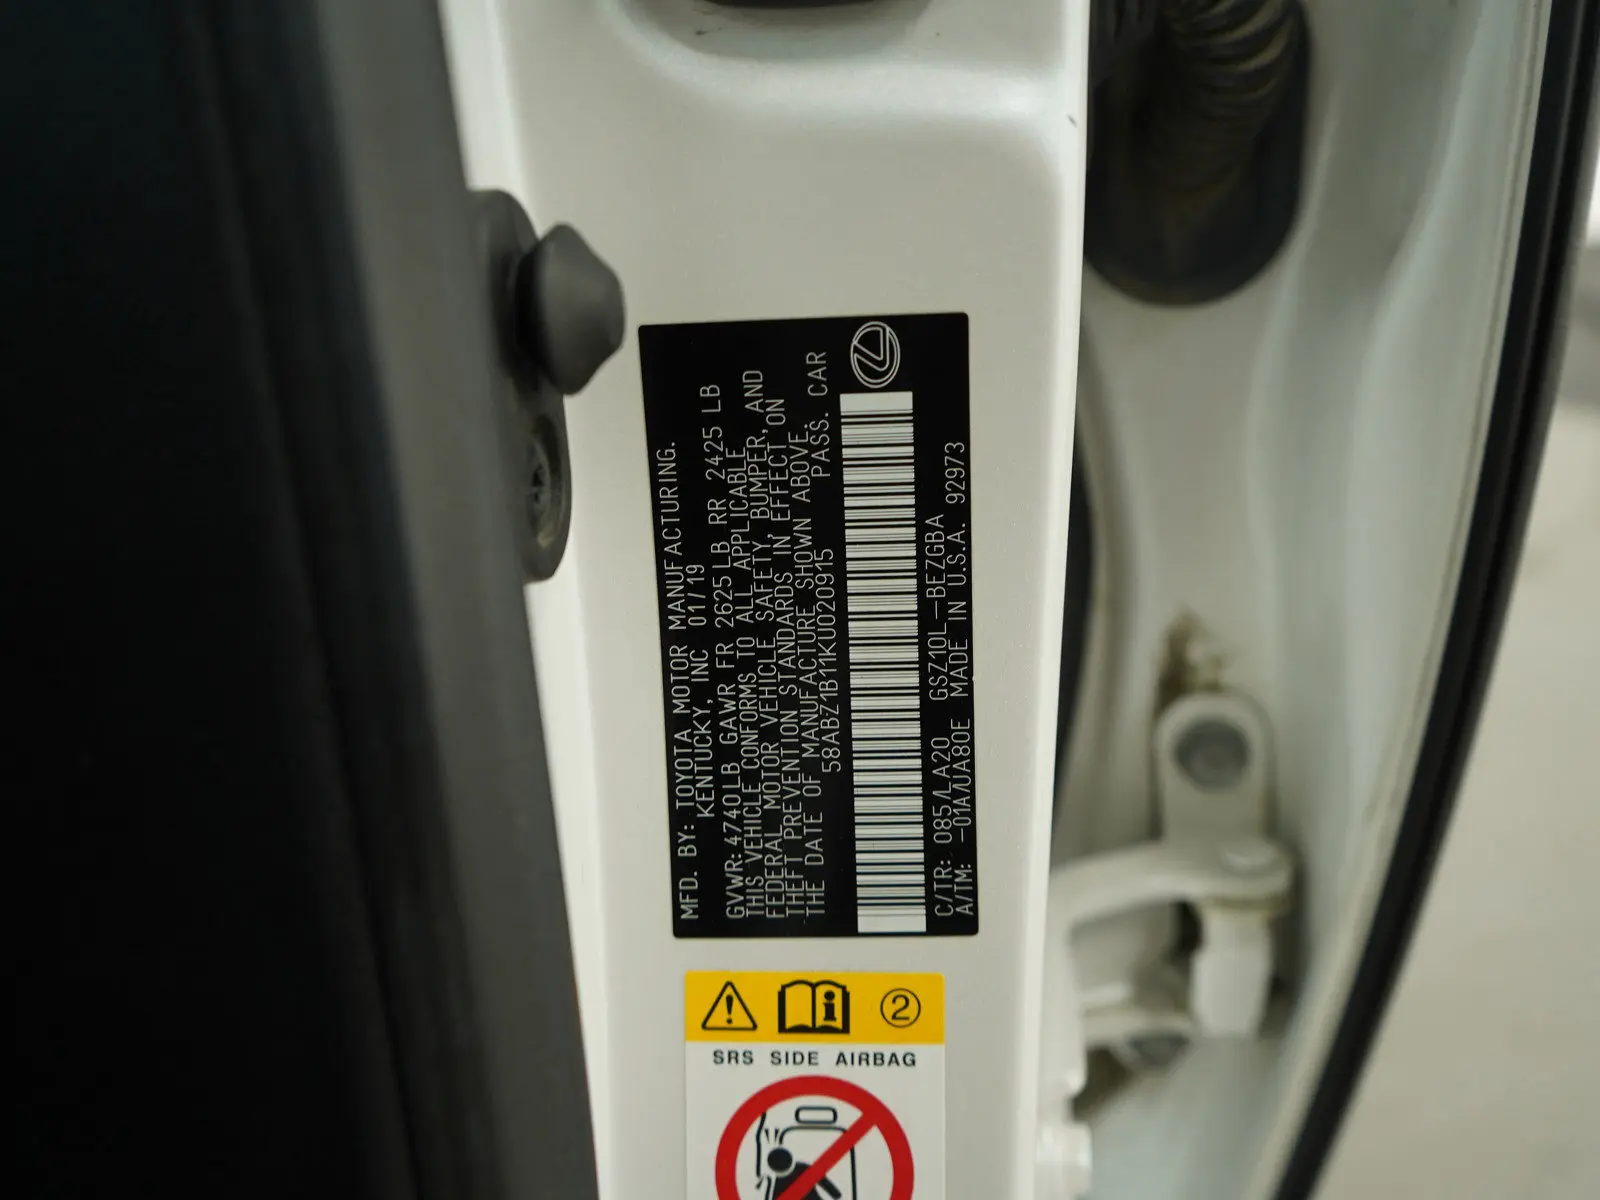 MFD. BY: TOYOTA MOTOR MANUFACTURING.
KENTUCKY, INC 01/19
GVWR: 4740LB GAWR FR 2625LB RR 2425 LB
THIS VEHICLE CONFORMS TO ALL APPLICABLE
FEDERAL MOTOR VEHICLE SAFETY, BUMPER, AND
THEFT PREVENTION STANDARDS IN EFFECT ON
THE DATE OF MANUFACTURE SHOWN ABOVE.
58ABZ1B11KU020915 PASS. CAR
C/TR: 085/LA20 GSZ10L-BEZGBA
A/TM: -01A/UA80E MADE IN U.S.A. 92973
2
SRS SIDE AIRBAG